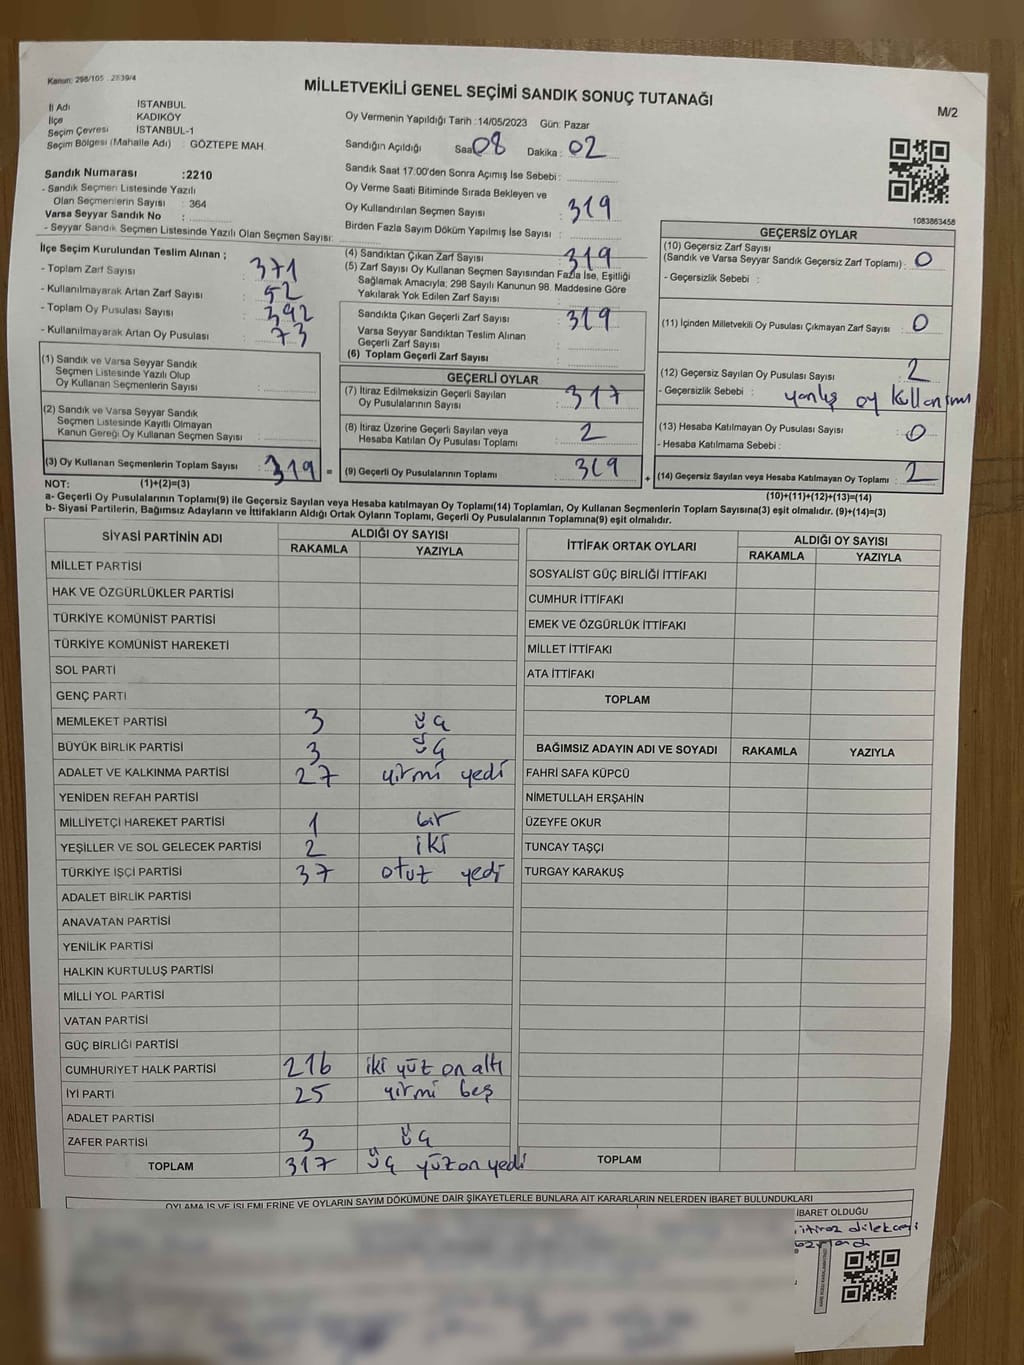 Kanun: 298/105 . 2839/4
MİLLETVEKİLİ GENEL SEÇİMİ SANDIK SONUÇ TUTANAĞI
M/2
İl Adı İSTANBUL
İlçe KADIKÖY
Seçim Çevresi İSTANBUL-1
Seçim Bölgesi (Mahalle Adı) : GÖZTEPE MAH.
Sandık Numarası :2210
- Sandık Seçmen Listesinde Yazılı
Olan Seçmenlerin Sayısı : 364
Varsa Seyyar Sandık No :
- Seyyar Sandık Seçmen Listesinde Yazılı Olan Seçmen Sayısı:
Oy Vermenin Yapıldığı Tarih :14/05/2023 Gün: Pazar
Sandığın Açıldığı Saat 08 Dakika : 02
Sandık Saat 17:00'den Sonra Açımış İse Sebebi :
Oy Verme Saati Bitiminde Sırada Bekleyen ve
Oy Kullandırılan Seçmen Sayısı : 319
Birden Fazla Sayım Döküm Yapılmış İse Sayısı :
1083863458
İlçe Seçim Kurulundan Teslim Alınan ;
- Toplam Zarf Sayısı : 371
- Kullanılmayarak Artan Zarf Sayısı : 52
- Toplam Oy Pusulası Sayısı : 392
- Kullanılmayarak Artan Oy Pusulası : 73
(4) Sandıktan Çıkan Zarf Sayısı : 319
(5) Zarf Sayısı Oy Kullanan Seçmen Sayısından Fazla İse, Eşitliği
Sağlamak Amacıyla; 298 Sayılı Kanunun 98. Maddesine Göre
Yakılarak Yok Edilen Zarf Sayısı :
Sandıkta Çıkan Geçerli Zarf Sayısı : 319
Varsa Seyyar Sandıktan Teslim Alınan
Geçerli Zarf Sayısı :
(6) Toplam Geçerli Zarf Sayısı :
GEÇERSİZ OYLAR
(10) Geçersiz Zarf Sayısı
(Sandık ve Varsa Seyyar Sandık Geçersiz Zarf Toplamı) : 0
- Geçersizlik Sebebi :
(11) İçinden Milletvekili Oy Pusulası Çıkmayan Zarf Sayısı : 0
(12) Geçersiz Sayılan Oy Pusulası Sayısı : 2
- Geçersizlik Sebebi : yanlış oy kullanımı
(13) Hesaba Katılmayan Oy Pusulası Sayısı : 0
- Hesaba Katılmama Sebebi :
(14) Geçersiz Sayılan veya Hesaba Katılmayan Oy Toplamı : 2
(10)+(11)+(12)+(13)=(14)
(1) Sandık ve Varsa Seyyar Sandık
Seçmen Listesinde Yazılı Olup
Oy Kullanan Seçmenlerin Sayısı :
(2) Sandık ve Varsa Seyyar Sandık
Seçmen Listesinde Kayıtlı Olmayan
Kanun Gereği Oy Kullanan Seçmen Sayısı :
(3) Oy Kullanan Seçmenlerin Toplam Sayısı : 319 =
GEÇERLİ OYLAR
(7) İtiraz Edilmeksizin Geçerli Sayılan
Oy Pusulalarının Sayısı : 317
(8) İtiraz Üzerine Geçerli Sayılan veya
Hesaba Katılan Oy Pusulası Toplamı : 2
(9) Geçerli Oy Pusulalarının Toplamı : 319 +
NOT: (1)+(2)=(3)
a- Geçerli Oy Pusulalarının Toplamı(9) ile Geçersiz Sayılan veya Hesaba katılmayan Oy Toplamı(14) Toplamları, Oy Kullanan Seçmenlerin Toplam Sayısına(3) eşit olmalıdır. (9)+(14)=(3)
b- Siyasi Partilerin, Bağımsız Adayların ve İttifakların Aldığı Ortak Oyların Toplamı, Geçerli Oy Pusulalarının Toplamına(9) eşit olmalıdır.
SİYASİ PARTİNİN ADI ALDIĞI OY SAYISI
RAKAMLA YAZIYLA
MİLLET PARTİSİ
HAK VE ÖZGÜRLÜKLER PARTİSİ
TÜRKİYE KOMÜNİST PARTİSİ
TÜRKİYE KOMÜNİST HAREKETİ
SOL PARTİ
GENÇ PARTİ
MEMLEKET PARTİSİ 3 üç
BÜYÜK BİRLİK PARTİSİ 3 üç
ADALET VE KALKINMA PARTİSİ 27 yirmi yedi
YENİDEN REFAH PARTİSİ
MİLLİYETÇİ HAREKET PARTİSİ 1 bir
YEŞİLLER VE SOL GELECEK PARTİSİ 2 iki
TÜRKİYE İŞÇİ PARTİSİ 37 otuz yedi
ADALET BİRLİK PARTİSİ
ANAVATAN PARTİSİ
YENİLİK PARTİSİ
HALKIN KURTULUŞ PARTİSİ
MİLLİ YOL PARTİSİ
VATAN PARTİSİ
GÜÇ BİRLİĞİ PARTİSİ
CUMHURİYET HALK PARTİSİ 216 iki yüz on altı
İYİ PARTİ 25 yirmi beş
ADALET PARTİSİ
ZAFER PARTİSİ 3 üç
TOPLAM 317 üç yüz on yedi
İTTİFAK ORTAK OYLARI ALDIĞI OY SAYISI
RAKAMLA YAZIYLA
SOSYALİST GÜÇ BİRLİĞİ İTTİFAKI
CUMHUR İTTİFAKI
EMEK VE ÖZGÜRLÜK İTTİFAKI
MİLLET İTTİFAKI
ATA İTTİFAKI
TOPLAM
BAĞIMSIZ ADAYIN ADI VE SOYADI RAKAMLA YAZIYLA
FAHRİ SAFA KÜPCÜ
NİMETULLAH ERŞAHİN
ÜZEYFE OKUR
TUNCAY TAŞÇI
TURGAY KARAKUŞ
TOPLAM
OYLAMA İŞ VE İŞLEMLERİNE VE OYLARIN SAYIM DÖKÜMÜNE DAİR ŞİKAYETLERLE BUNLARA AİT KARARLARIN NELERDEN İBARET BULUNDUKLARI
İBARET OLDUĞU
itiraz dilekçesi